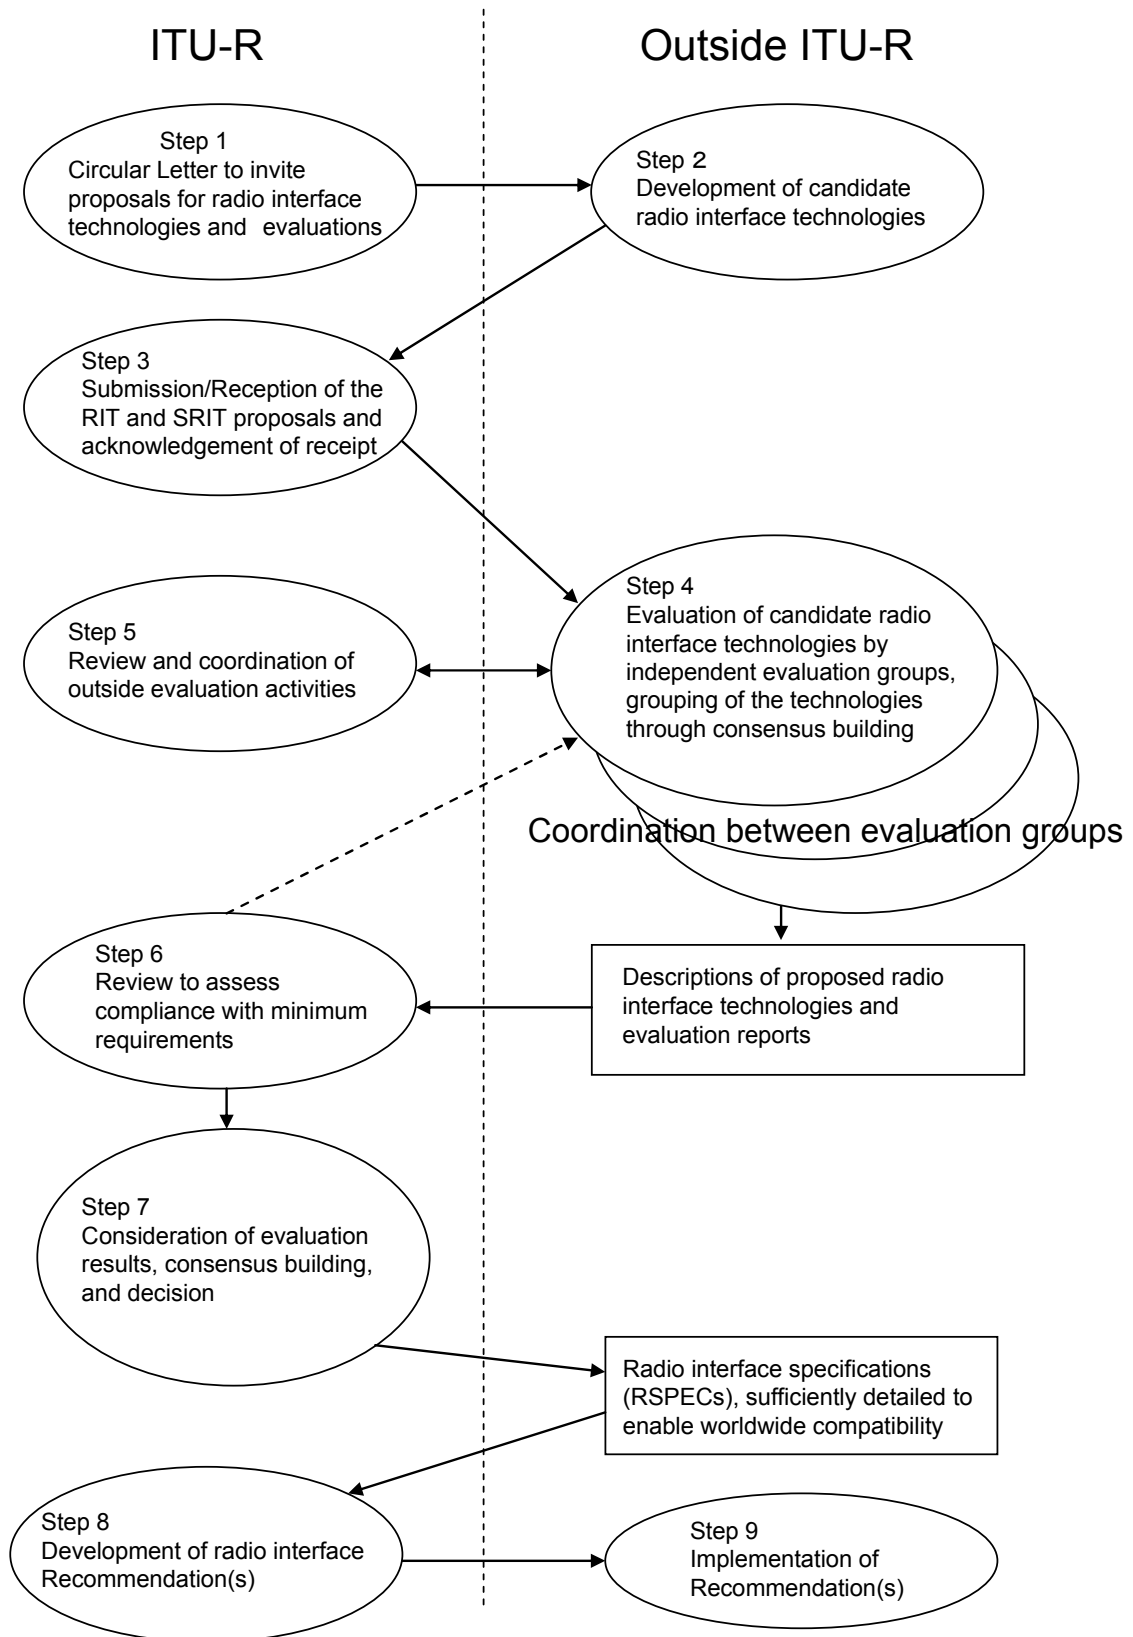 ITU-R
Outside ITU-R
Step 1
Circular Letter to invite
proposals for radio interface
technologies and evaluations
Step 2
Development of candidate
radio interface technologies
Step 3
Submission/Reception of the
RIT and SRIT proposals and
acknowledgement of receipt
Step 4
Evaluation of candidate radio
interface technologies by
independent evaluation groups,
grouping of the technologies
through consensus building
Step 5
Review and coordination of
outside evaluation activities
Coordination between evaluation groups
Step 6
Review to assess
compliance with minimum
requirements
Descriptions of proposed radio
interface technologies and
evaluation reports
Step 7
Consideration of evaluation
results, consensus building,
and decision
Radio interface specifications
(RSPECs), sufficiently detailed to
enable worldwide compatibility
Step 8
Development of radio interface
Recommendation(s)
Step 9
Implementation of
Recommendation(s)